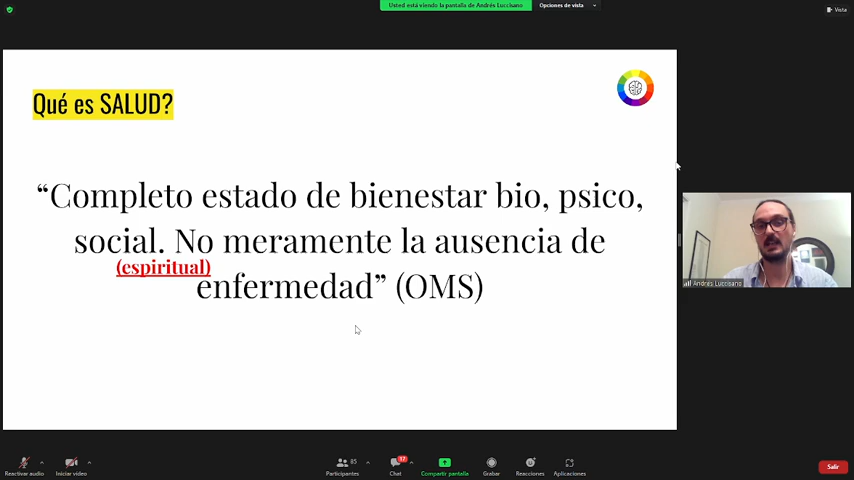 Usted está viendo la pantalla de Andrés Luccisano
Opciones de vista
Vista
Qué es SALUD?
“Completo estado de bienestar bio, psico,
social. No meramente la ausencia de
(espiritual)
enfermedad” (OMS)
Andrés Luccisano
Reactivar audio
Iniciar video
85
Participantes
37
Chat
Compartir pantalla
Grabar
Reacciones
Aplicaciones
Salir